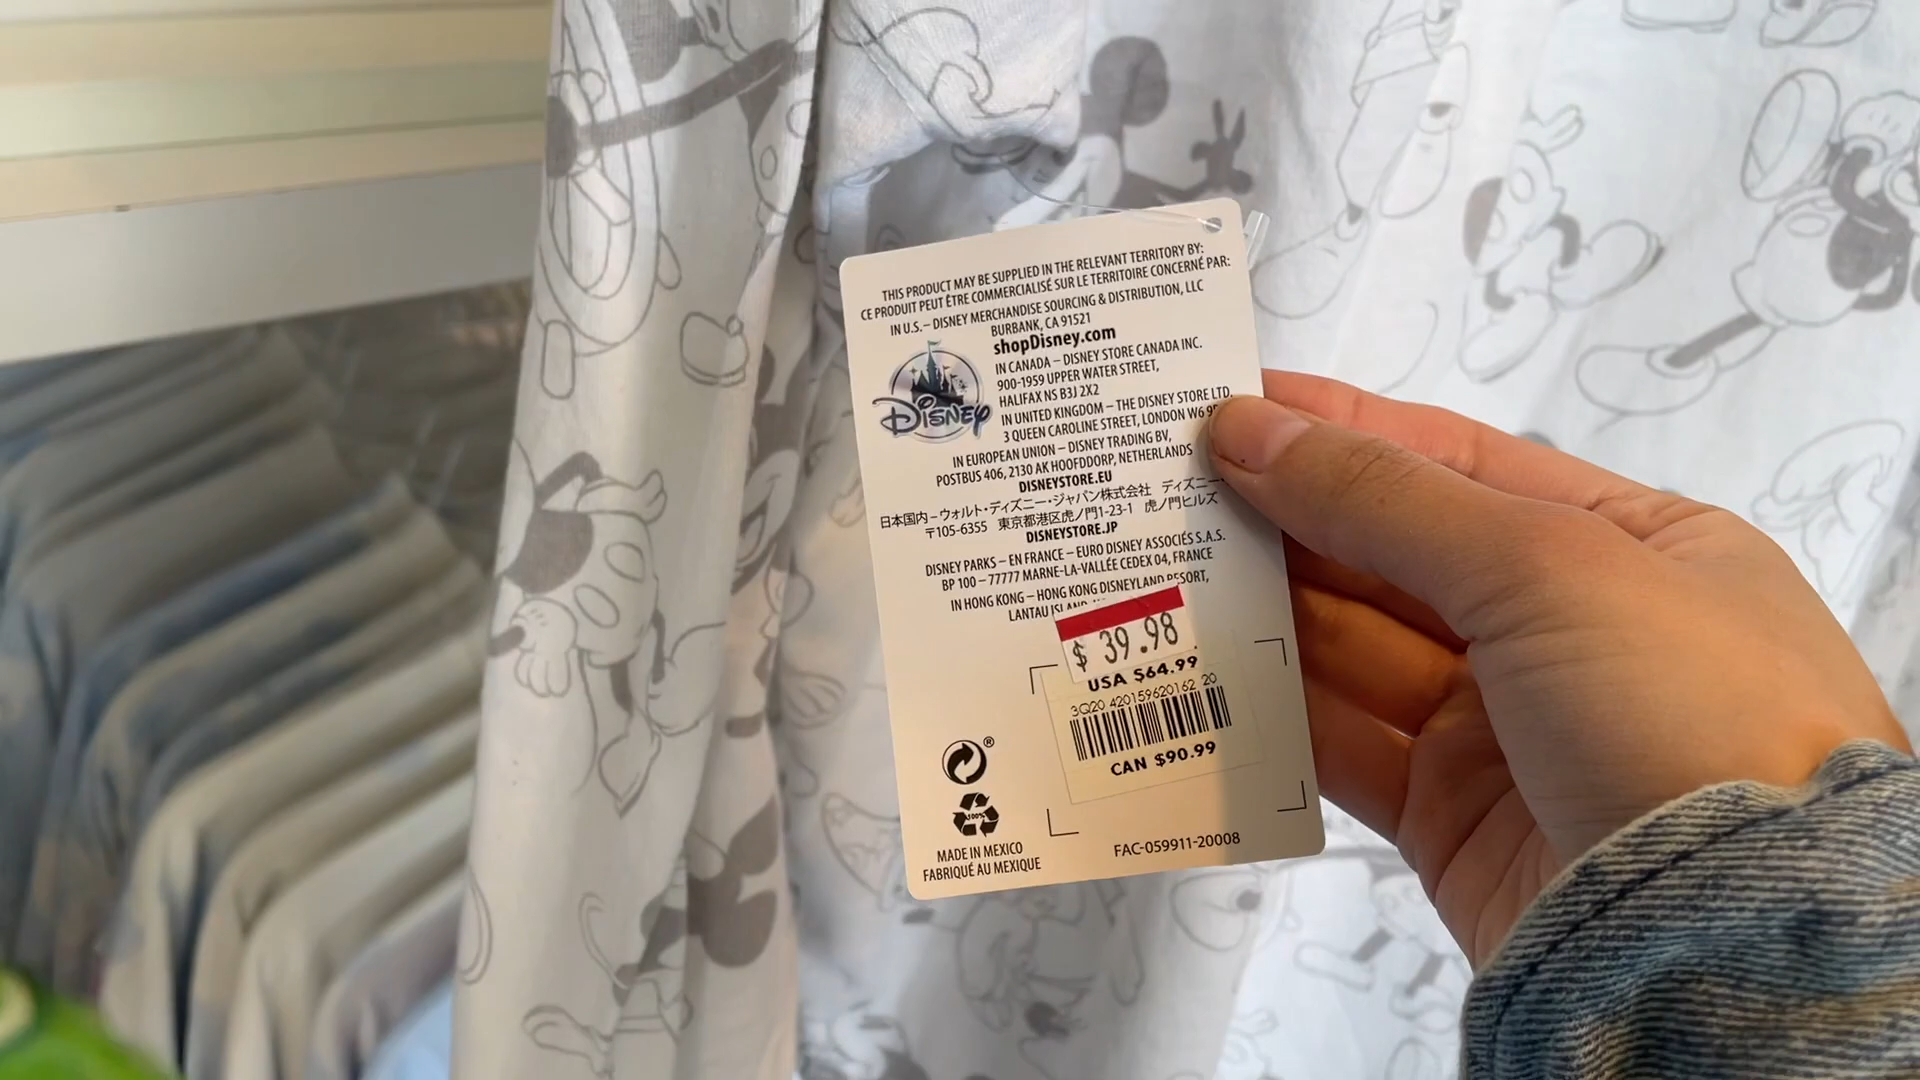 THIS PRODUCT MAY BE SUPPLIED IN THE RELEVANT TERRITORY BY:
CE PRODUIT PEUT ÊTRE COMMERCIALISÉ SUR LE TERRITOIRE CONCERNÉ PAR:
IN U.S.– DISNEY MERCHANDISE SOURCING & DISTRIBUTION, LLC
BURBANK, CA 91521
shopDisney.com
Disney
IN CANADA – DISNEY STORE CANADA INC.
900-1959 UPPER WATER STREET,
HALIFAX NS B3J 2X2
IN UNITED KINGDOM – THE DISNEY STORE LTD.
3 QUEEN CAROLINE STREET, LONDON W6
IN EUROPEAN UNION – DISNEY TRADING BV,
POSTBUS 406, 2130 AK HOOFDDORP, NETHERLANDS
DISNEYSTORE.EU
日本国内 – ウォルト・ディズニー・ジャパン株式会社 ディズニー
〒105-6355 東京都港区虎ノ門1-23-1 虎ノ門ヒルズ
DISNEYSTORE.JP
DISNEY PARKS – EN FRANCE – EURO DISNEY ASSOCIÉS S.A.S.
BP 100 – 77777 MARNE-LA-VALLÉE CEDEX 04, FRANCE
IN HONG KONG – HONG KONG DISNEYLAND RESORT,
LANTAU ISLAND
$ 39.98
USA $64.99
3Q20 420159620162 20
CAN $90.99
®
100%
MADE IN MEXICO
FABRIQUÉ AU MEXIQUE
FAC-059911-20008